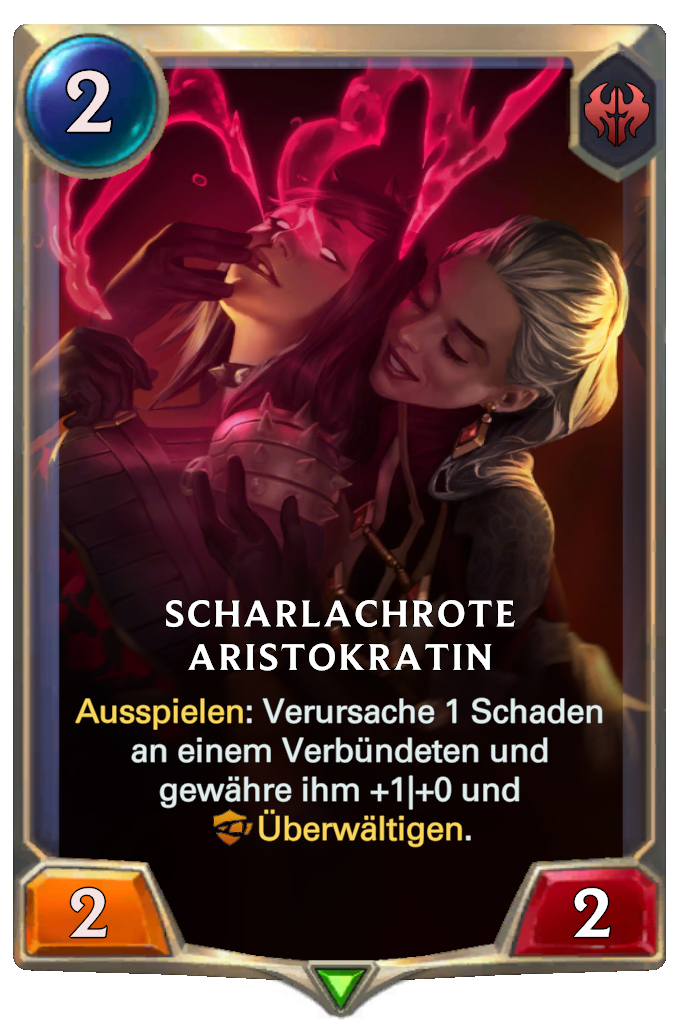 2
SCHARLACHROTE
ARISTOKRATIN
Ausspielen: Verursache 1 Schaden
an einem Verbündeten und
gewähre ihm +1|+0 und
Überwältigen.
2
2